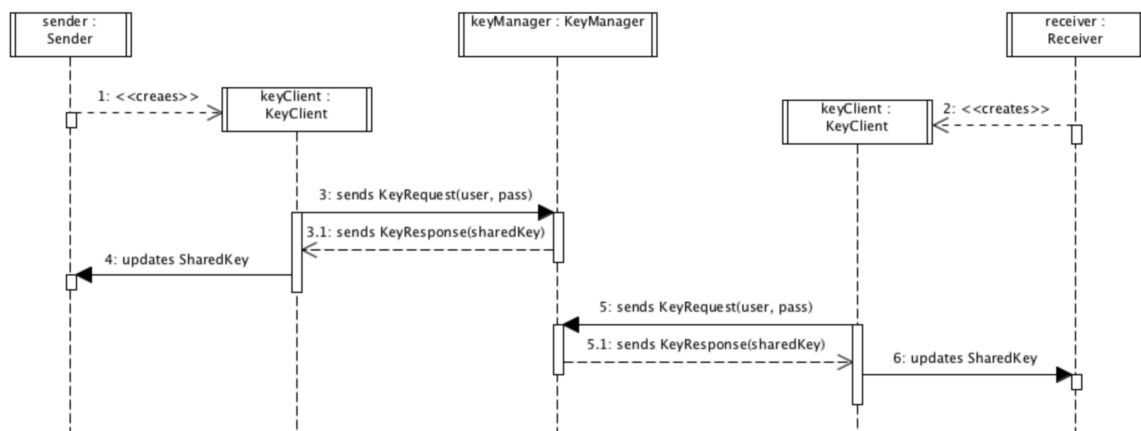 sender :
Sender
keyManager : KeyManager
receiver :
Receiver
1: <<creaes>>
keyClient :
KeyClient
keyClient :
KeyClient
2: <<creates>>
3: sends KeyRequest(user, pass)
3.1: sends KeyResponse(sharedKey)
4: updates SharedKey
5: sends KeyRequest(user, pass)
5.1: sends KeyResponse(sharedKey)
6: updates SharedKey